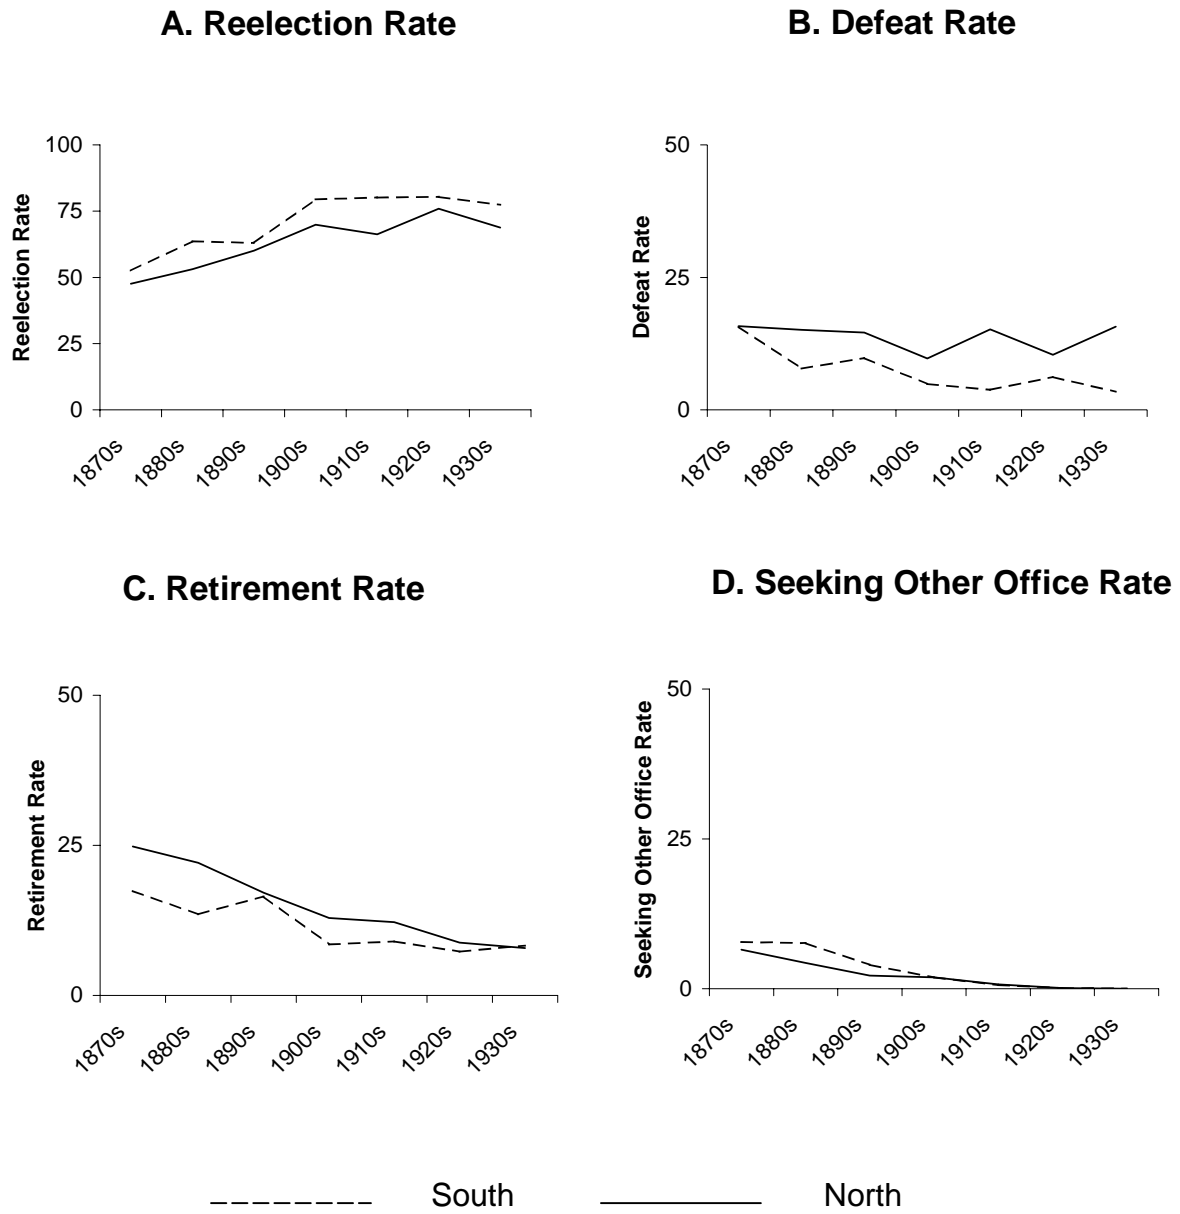 A. Reelection Rate
Reelection Rate
100
75
50
25
0
1870s
1880s
1890s
1900s
1910s
1920s
1930s
B. Defeat Rate
Defeat Rate
50
25
0
1870s
1880s
1890s
1900s
1910s
1920s
1930s
C. Retirement Rate
Retirement Rate
50
25
0
1870s
1880s
1890s
1900s
1910s
1920s
1930s
D. Seeking Other Office Rate
Seeking Other Office Rate
50
25
0
1870s
1880s
1890s
1900s
1910s
1920s
1930s
South North